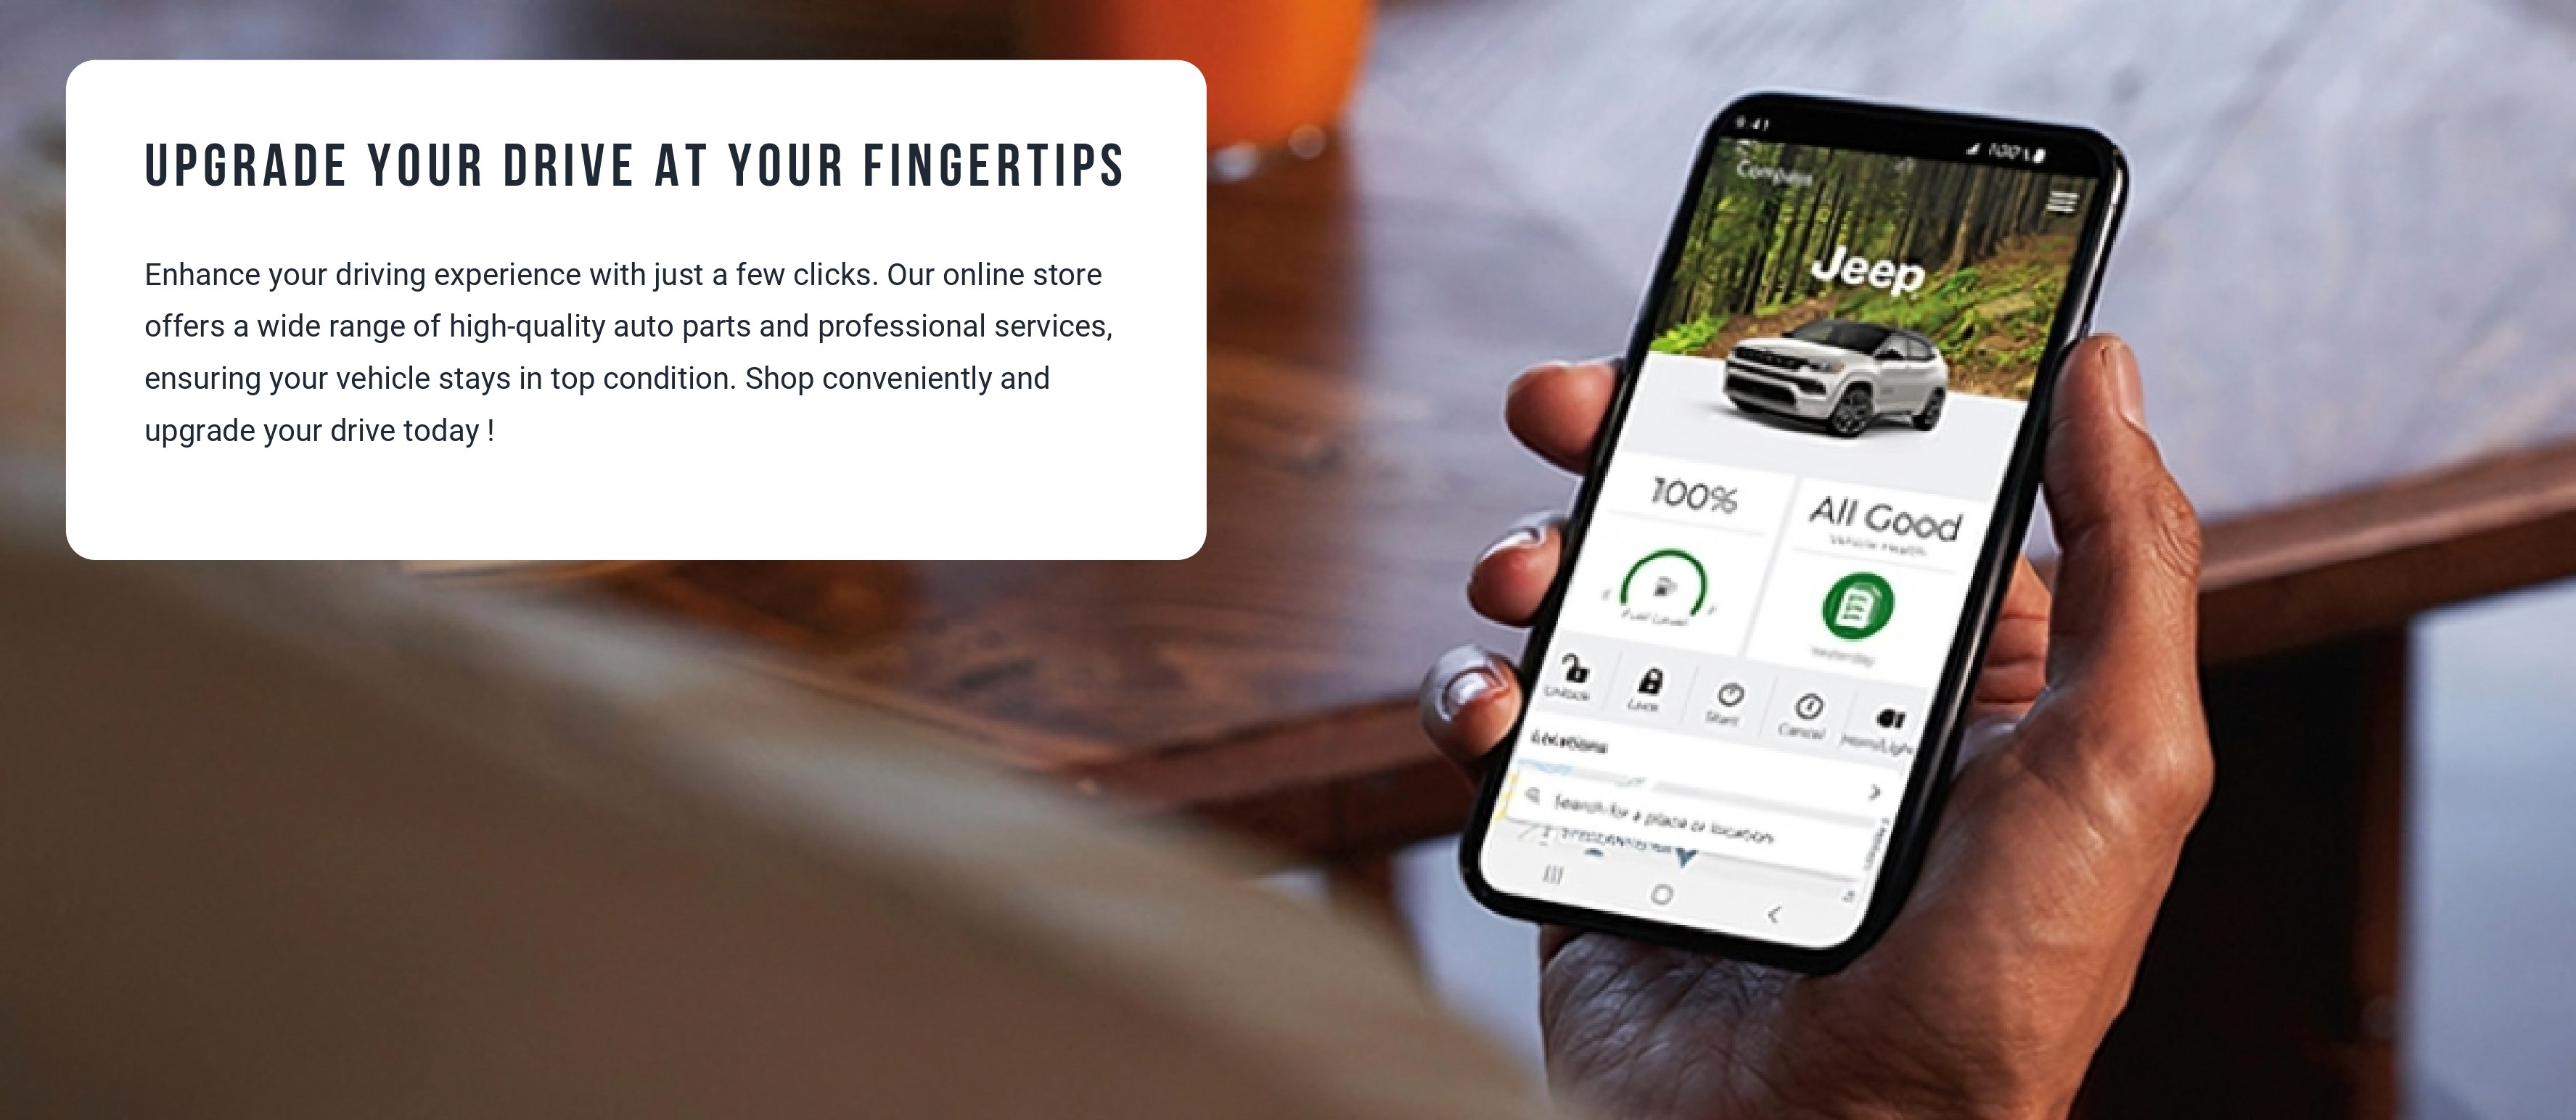 UPGRADE YOUR DRIVE AT YOUR FINGERTIPS
Enhance your driving experience with just a few clicks. Our online store
offers a wide range of high-quality auto parts and professional services,
ensuring your vehicle stays in top condition. Shop conveniently and
upgrade your drive today !
9:41
Compass
Jeep
100%
All Good
Vehicle Health
Fuel Level
Yesterday
Unlock
Lock
Start
Cancel
Locations
Search for a place or location